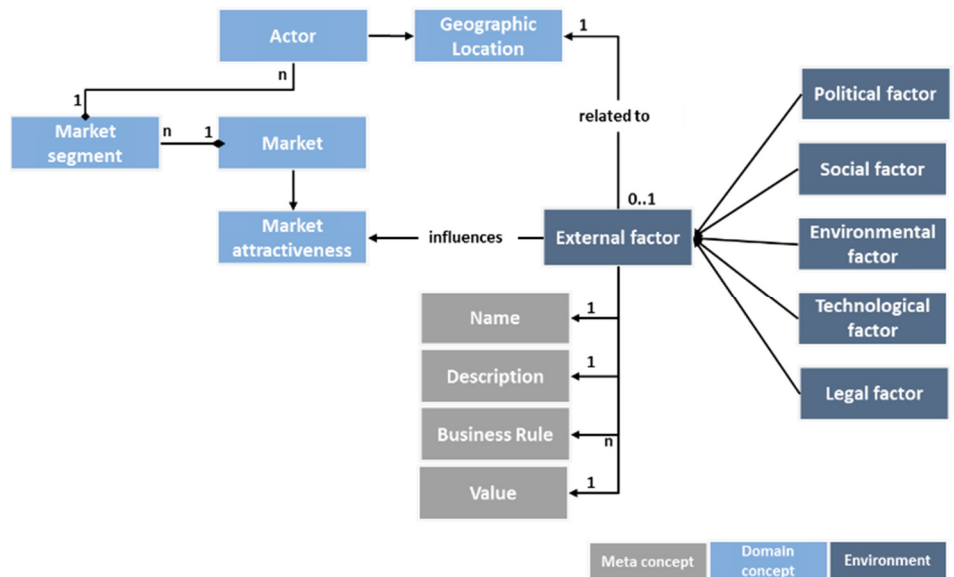 Actor
Geographic
Location
1
n
1
Market
segment
n
1
Market
related to
Political factor
Social factor
0..1
Market
attractiveness
influences
External factor
Environmental
factor
Name
1
Technological
factor
Description
1
Legal factor
Business Rule
n
Value
1
Meta concept
Domain
concept
Environment